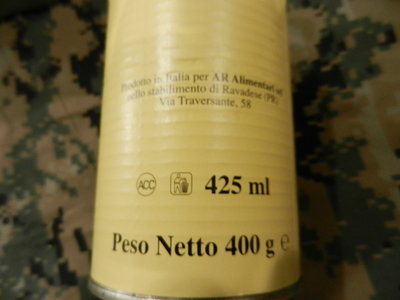 Prodotto in Italia per AR Alimentari srl
nello stabilimento di Ravadese (PR)
Via Traversante, 58
ACC 425 ml
Peso Netto 400 g ℮